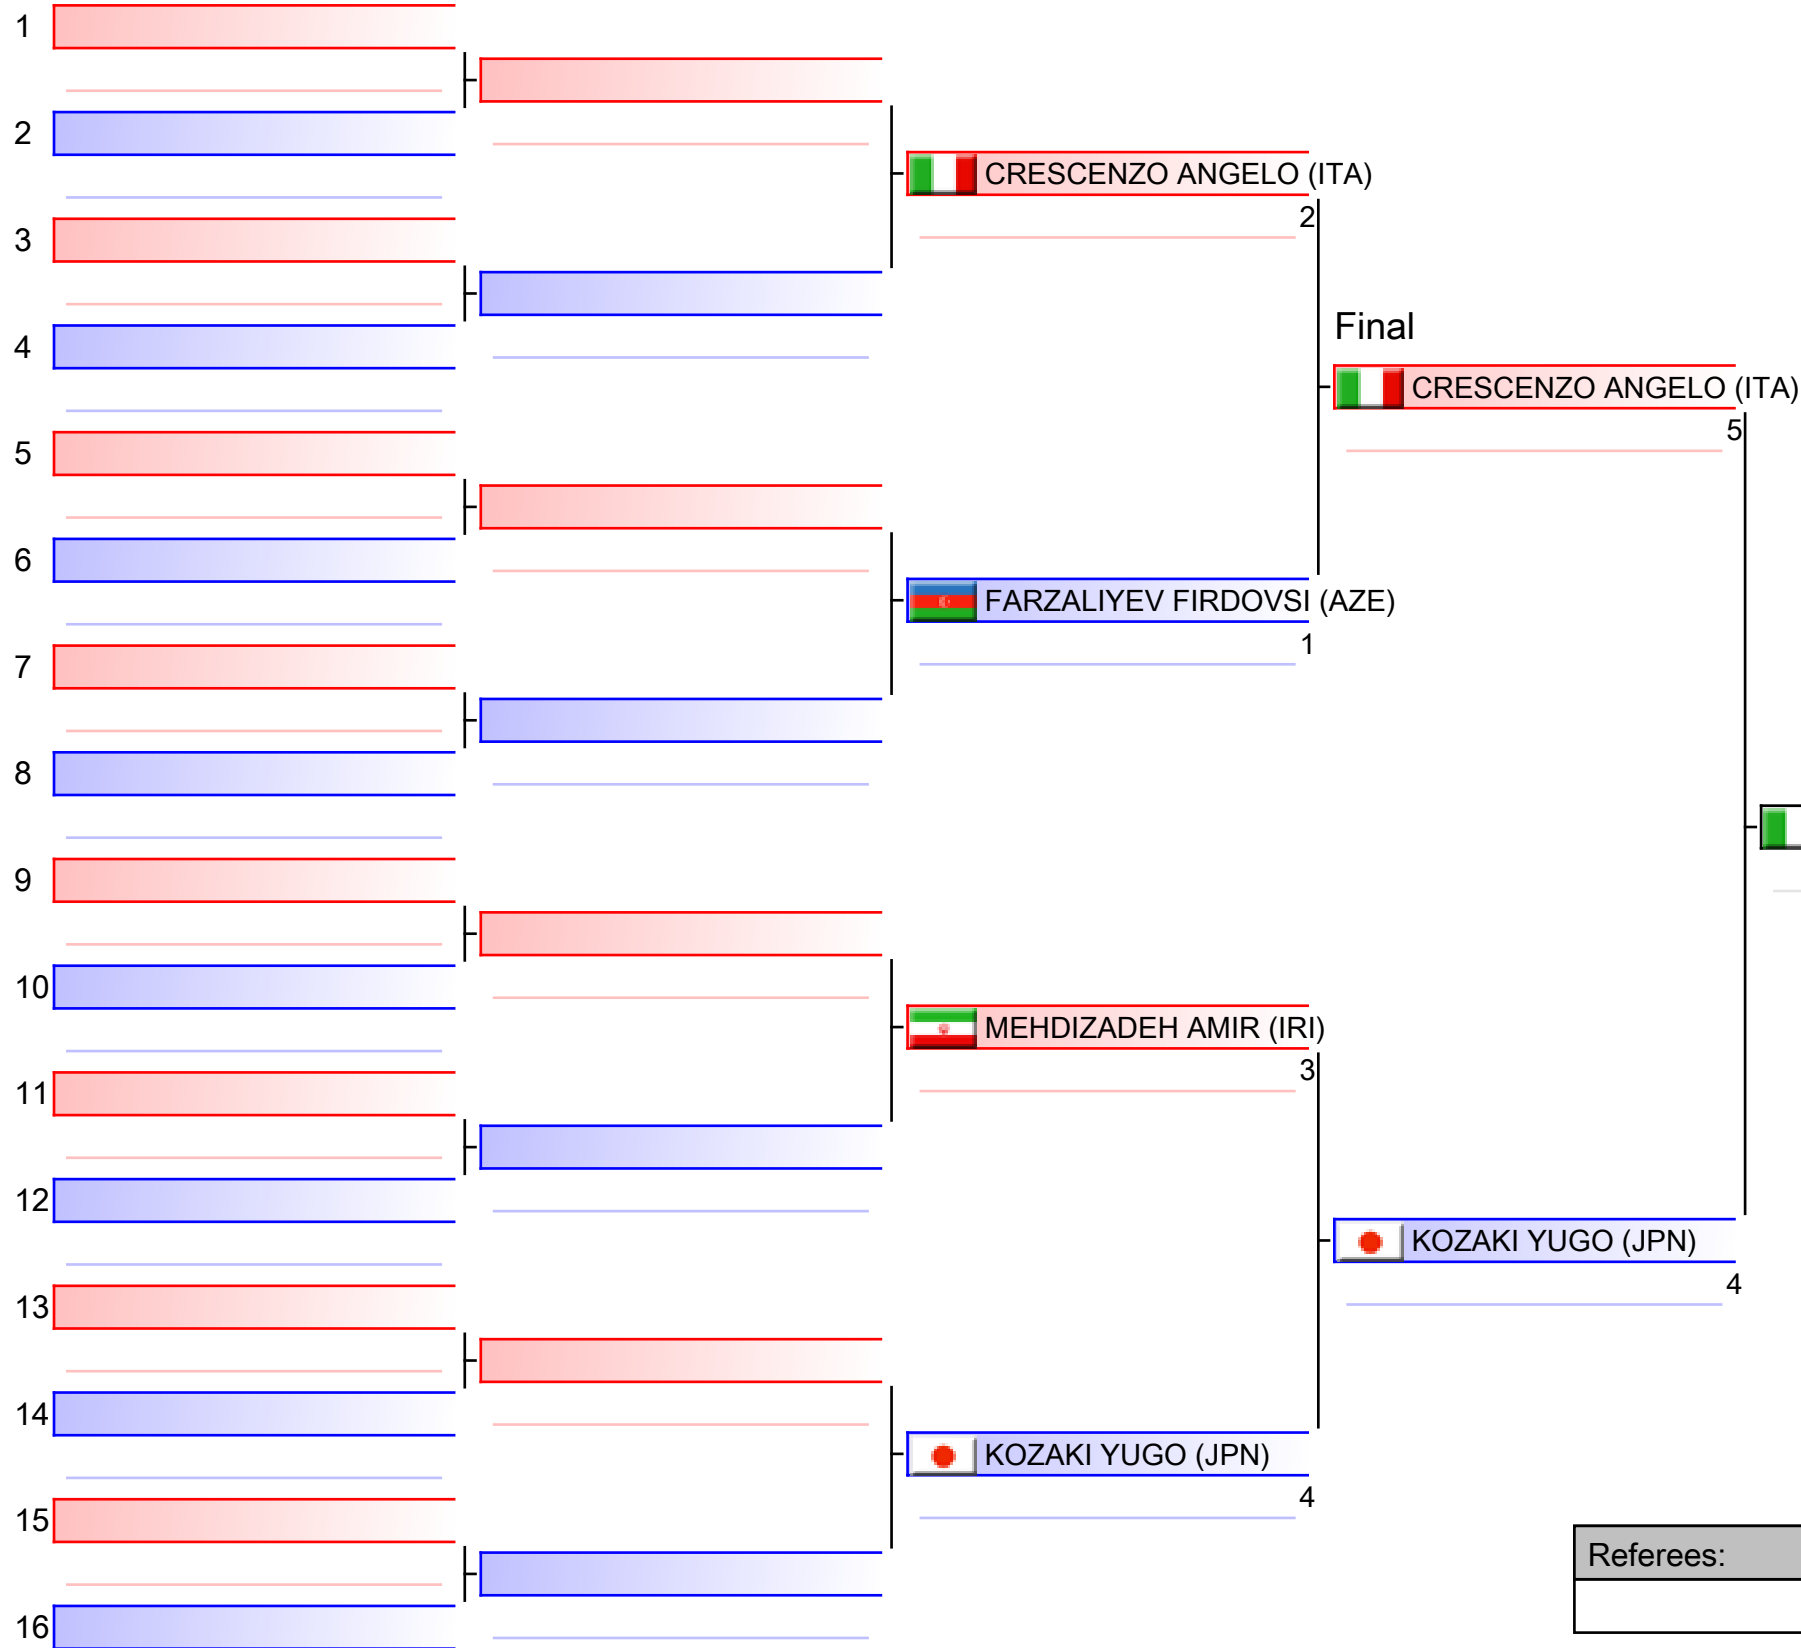 1
2
CRESCENZO ANGELO (ITA)
2
3
Final
4
CRESCENZO ANGELO (ITA)
5
5
6
FARZALIYEV FIRDOVSI (AZE)
1
7
8
9
10
MEHDIZADEH AMIR (IRI)
3
11
12
KOZAKI YUGO (JPN)
4
13
14
KOZAKI YUGO (JPN)
4
15
Referees:
16